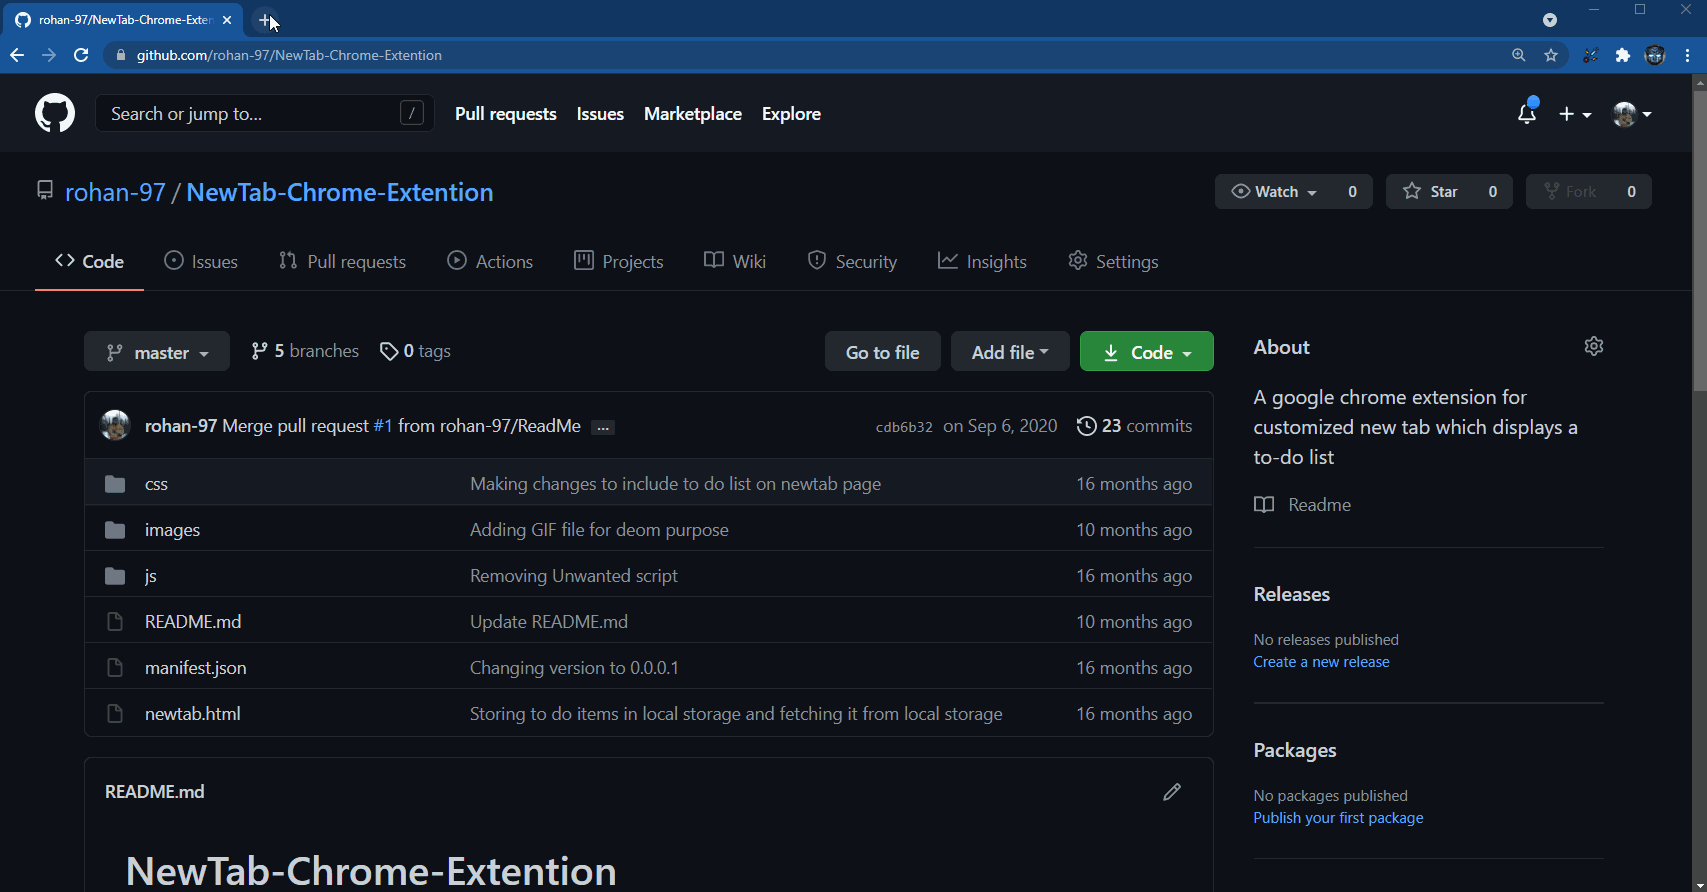 rohan-97/NewTab-Chrome-Exten
github.com/rohan-97/NewTab-Chrome-Extention
Search or jump to... /
Pull requests Issues Marketplace Explore
rohan-97 / NewTab-Chrome-Extention
Watch 0 Star 0 Fork 0
Code Issues Pull requests Actions Projects Wiki Security Insights Settings
master 5 branches 0 tags Go to file Add file Code
rohan-97 Merge pull request #1 from rohan-97/ReadMe ... cdb6b32 on Sep 6, 2020 23 commits
css Making changes to include to do list on newtab page 16 months ago
images Adding GIF file for deom purpose 10 months ago
js Removing Unwanted script 16 months ago
README.md Update README.md 10 months ago
manifest.json Changing version to 0.0.0.1 16 months ago
newtab.html Storing to do items in local storage and fetching it from local storage 16 months ago
README.md
NewTab-Chrome-Extention
About
A google chrome extension for
customized new tab which displays a
to-do list
Readme
Releases
No releases published
Create a new release
Packages
No packages published
Publish your first package